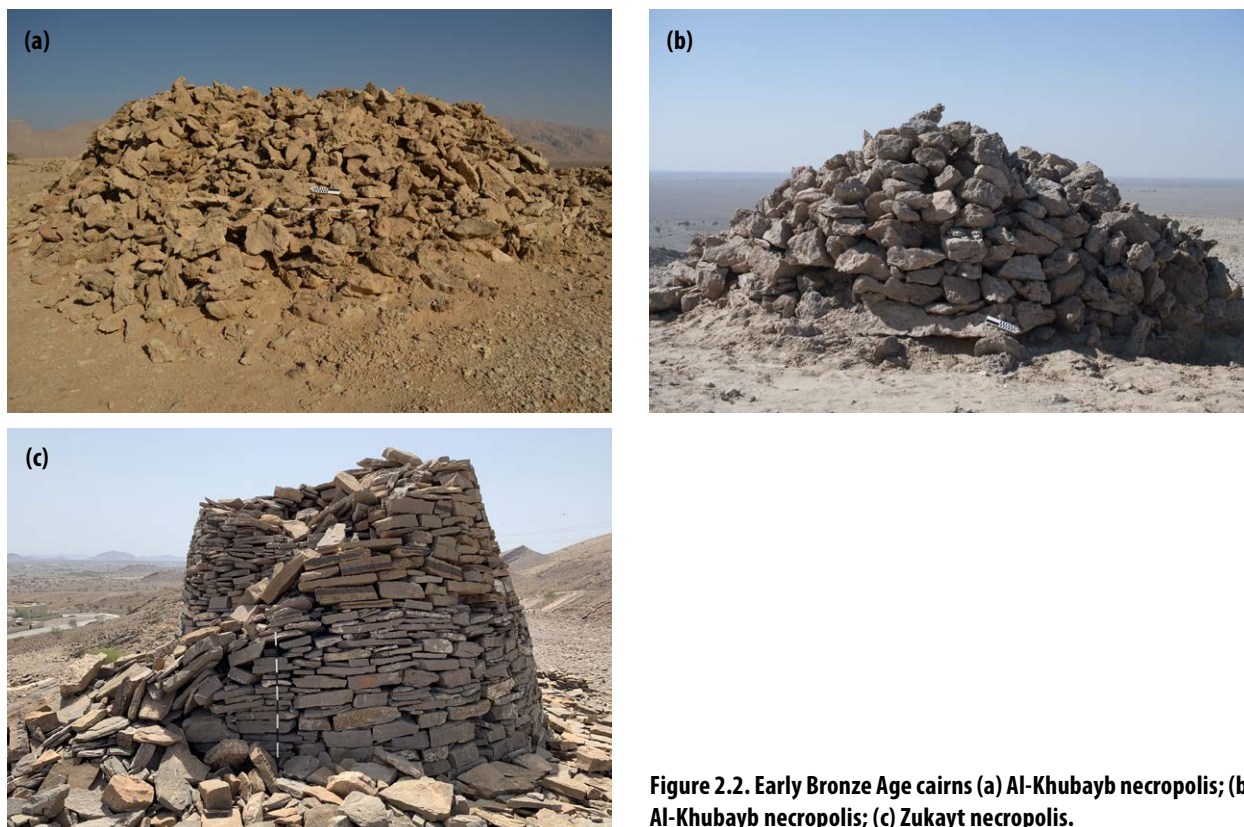 (a)
(b)
(c)
Figure 2.2. Early Bronze Age cairns (a) Al-Khubayb necropolis; (b
Al-Khubayb necropolis; (c) Zukayt necropolis.